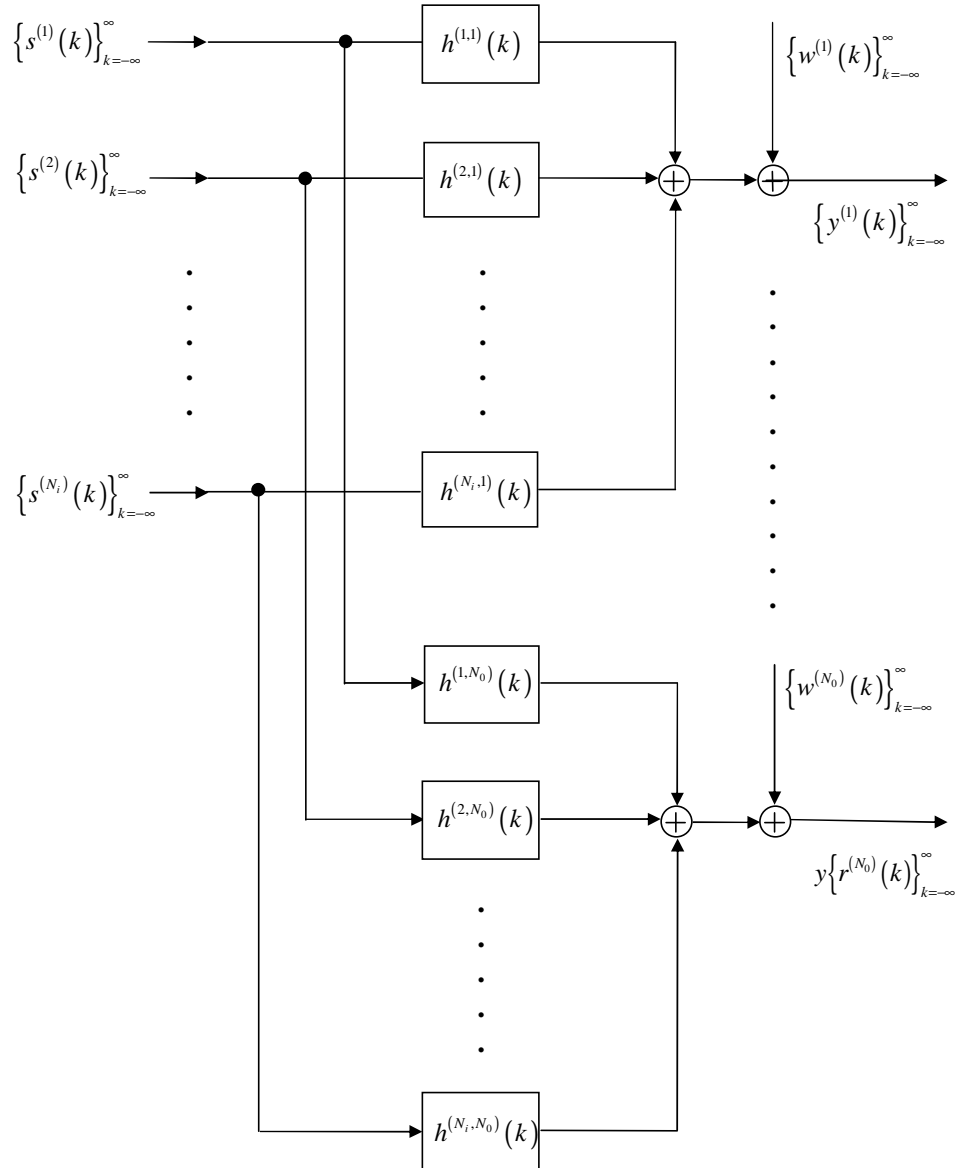 {s^{(1)}(k)}_{k=-∞}^{∞}
h^{(1,1)}(k)
{w^{(1)}(k)}_{k=-∞}^{∞}
{s^{(2)}(k)}_{k=-∞}^{∞}
h^{(2,1)}(k)
+
+
{y^{(1)}(k)}_{k=-∞}^{∞}
{s^{(N_i)}(k)}_{k=-∞}^{∞}
h^{(N_i,1)}(k)
h^{(1,N_0)}(k)
{w^{(N_0)}(k)}_{k=-∞}^{∞}
h^{(2,N_0)}(k)
+
+
y{r^{(N_0)}(k)}_{k=-∞}^{∞}
h^{(N_i,N_0)}(k)